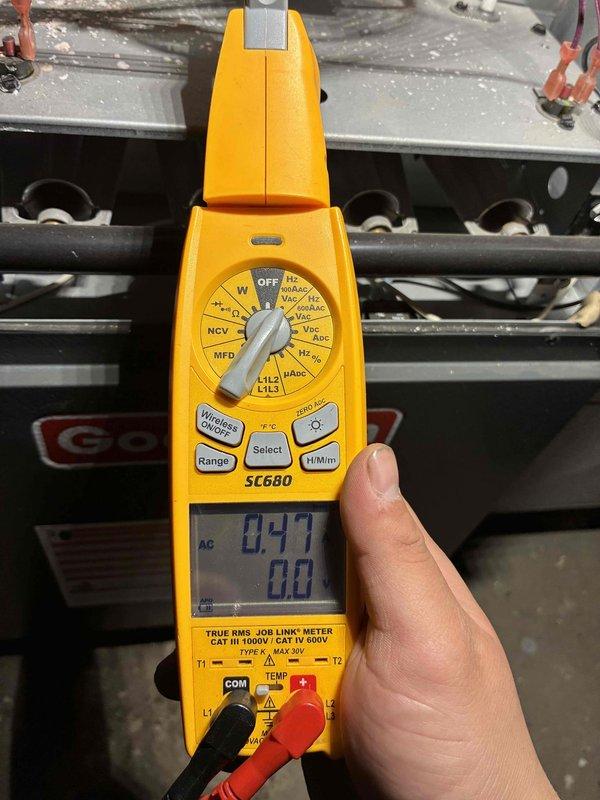 OFF
W
Hz
100AAC
VAC
Hz
600AAC
VAC
Ω
NCV
VDC
ADC
MFD
Hz %
µADC
L1L2
L1L3
ZERO ADC
Wireless
ON/OFF
°F °C
Select
Range
H/M/m
SC680
AC 0.47 A
0.0 V
APO
TRUE RMS JOB LINK® METER
CAT III 1000V / CAT IV 600V
TYPE K MAX 30V
T1 T2
TEMP
COM +
L1 L2
L3
Goo